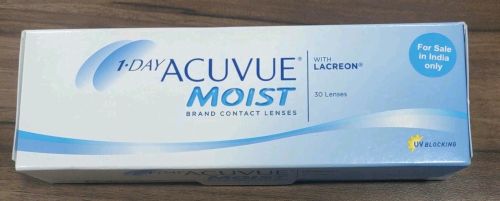 1·DAY ACUVUE®
MOIST
BRAND CONTACT LENSES
WITH
LACREON®
30 Lenses
For Sale
in India
only
UV BLOCKING